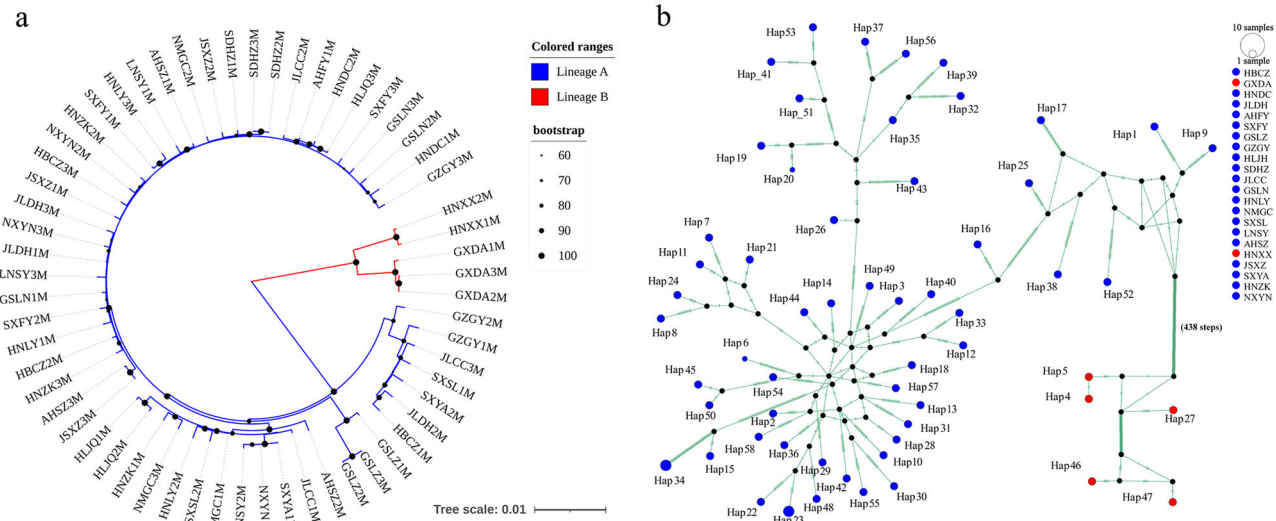 a
SDHZ3M
SDHZ1M
SDHZ2M
JSXZ2M
JLCC2M
NMGC2M
AHFY1M
AHSZ1M
HNDC2M
LNSY1M
HLJQ3M
HNLY3M
SXFY3M
SXFY1M
GSLN3M
HNZK2M
GSLN2M
NXYN2M
HNDC1M
HBCZ3M
GZGY3M
JSXZ1M
HNXX2M
JLDH3M
HNXX1M
NXYN3M
GXDA1M
JLDH1M
GXDA3M
LNSY3M
GXDA2M
GSLN1M
GZGY2M
SXFY2M
GZGY1M
HNLY1M
JLCC3M
HBCZ2M
SXSL1M
HNZK3M
SXYA2M
AHSZ3M
JLDH2M
JSXZ3M
HBCZ1M
HLJQ1M
GSLZ1M
HLJQ2M
GSLZ3M
HNZK1M
GSLZ2M
NMGC3M
AHSZ2M
HNLY2M
JLCC1M
SXSL2M
Colored ranges
Lineage A
Lineage B
bootstrap
60
70
80
90
100
Tree scale: 0.01
b
Hap53
Hap37
Hap56
Hap_41
Hap39
Hap_51
Hap32
Hap35
Hap19
Hap20
Hap43
Hap26
Hap17
Hap1
Hap9
Hap25
Hap16
Hap38
Hap52
Hap7
Hap11
Hap21
Hap24
Hap8
Hap49
Hap14
Hap3
Hap40
Hap44
Hap33
Hap12
Hap6
Hap18
Hap45
Hap54
Hap57
Hap50
Hap2
Hap13
Hap31
Hap58
Hap36
Hap28
Hap15
Hap29
Hap10
Hap34
Hap42
Hap30
Hap55
Hap22
Hap48
Hap23
(438 steps)
Hap5
Hap4
Hap27
Hap46
Hap47
10 samples
1 sample
HBCZ
GXDA
HNDC
JLDH
AHFY
SXFY
GSLZ
GZGY
HLJH
SDHZ
JLCC
GSLN
HNLY
NMGC
SXSL
LNSY
AHSZ
HNXX
JSXZ
SXYA
HNZK
NXYN